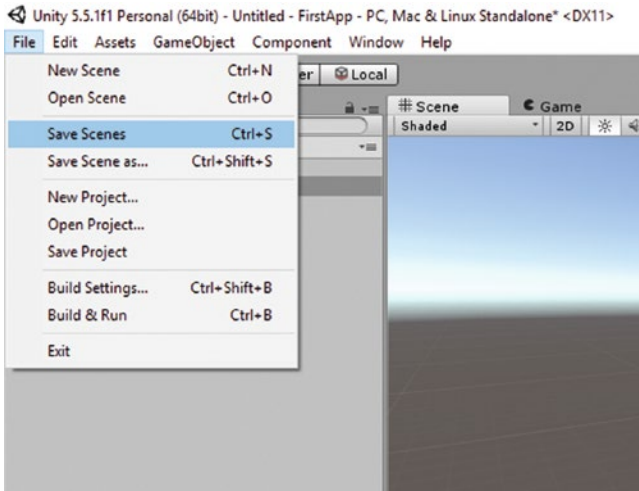 Unity 5.5.1f1 Personal (64bit) - Untitled - FirstApp - PC, Mac & Linux Standalone* <DX11>
File Edit Assets GameObject Component Window Help
New Scene Ctrl+N
Local
Open Scene Ctrl+O
# Scene Game
Save Scenes Ctrl+S
Shaded 2D
Save Scene as... Ctrl+Shift+S
New Project...
Open Project...
Save Project
Build Settings... Ctrl+Shift+B
Build & Run Ctrl+B
Exit